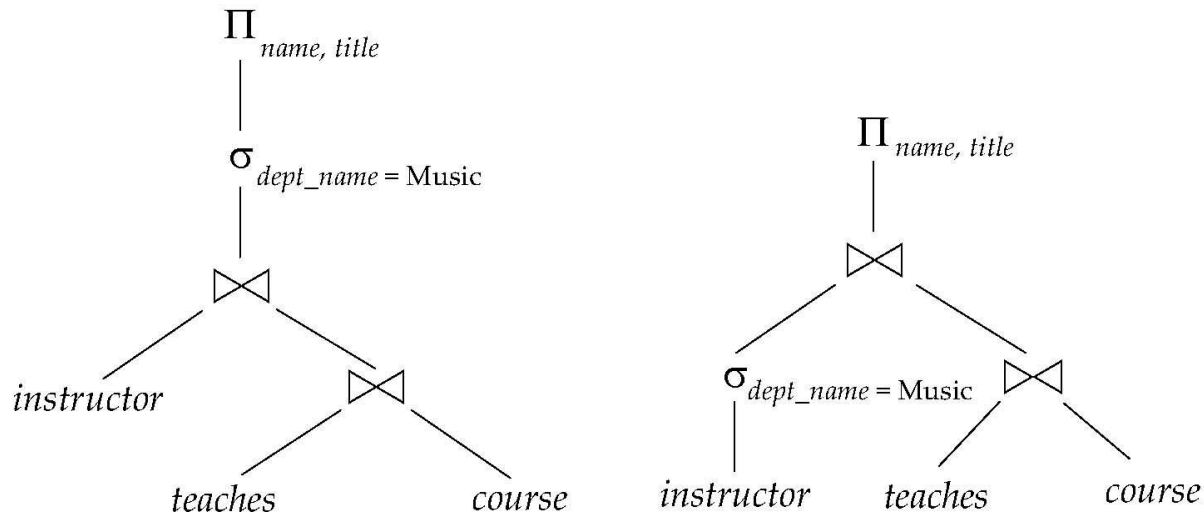 Π name, title
σ dept_name = Music
⋈
instructor
⋈
teaches course
Π name, title
⋈
σ dept_name = Music
⋈
instructor
teaches course